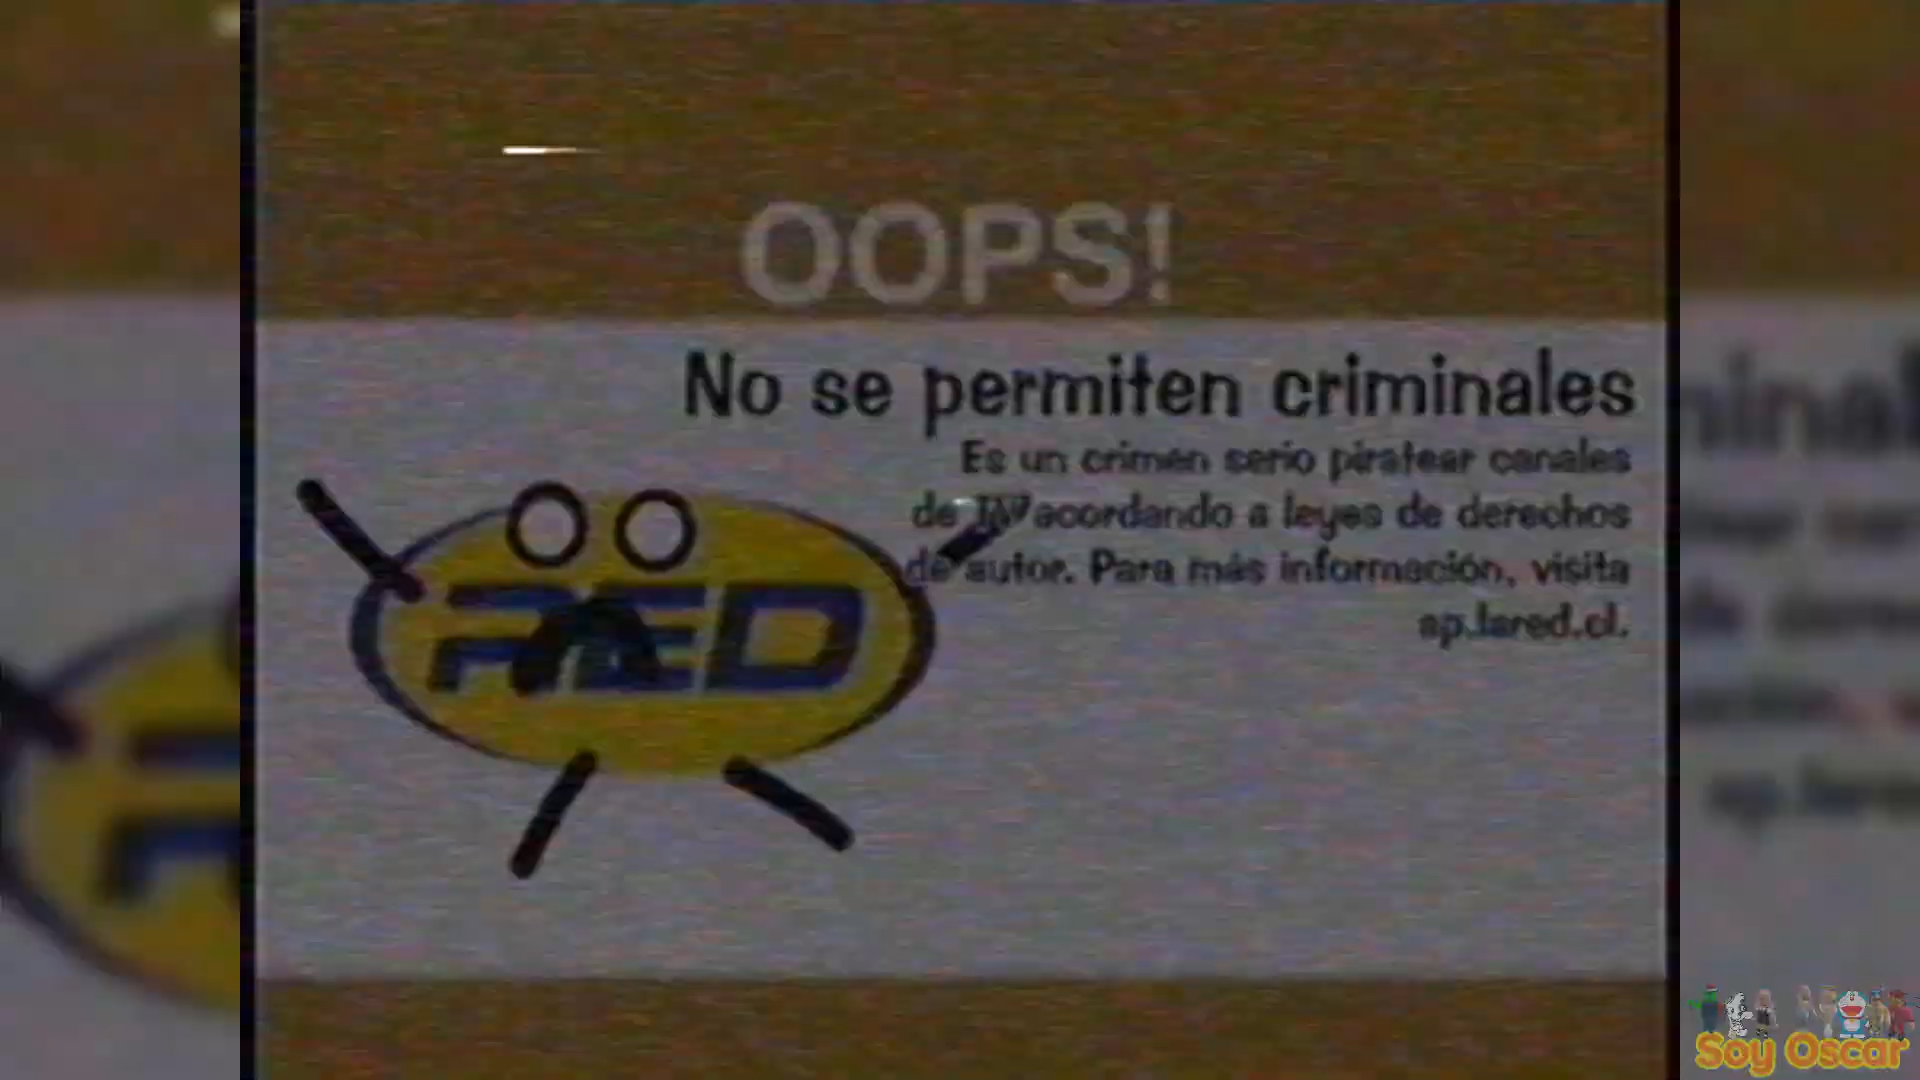 OOPS!
No se permiten criminales
Es un crimen serio piratear canales
de TV acordando a leyes de derechos
de autor. Para más información, visita
ap.lared.cl.
RED
Soy Oscar